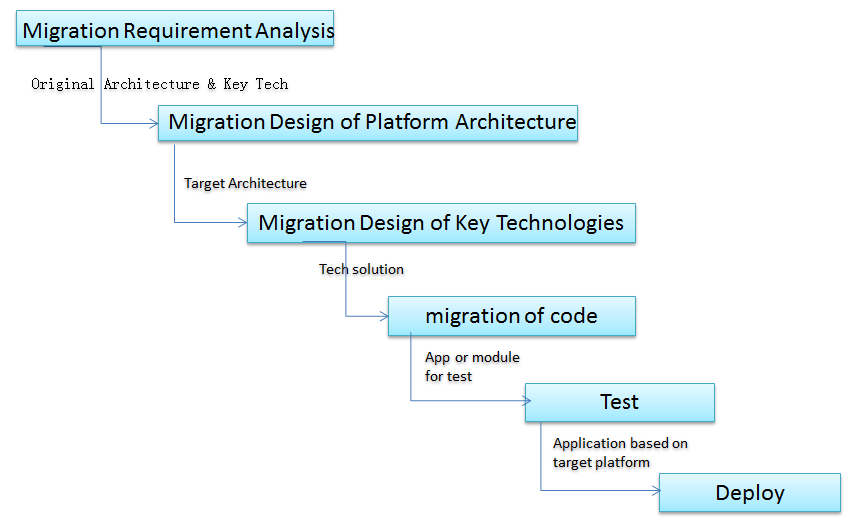 Migration Requirement Analysis
Original Architecture & Key Tech
Migration Design of Platform Architecture
Target Architecture
Migration Design of Key Technologies
Tech solution
migration of code
App or module
for test
Test
Application based on
target platform
Deploy